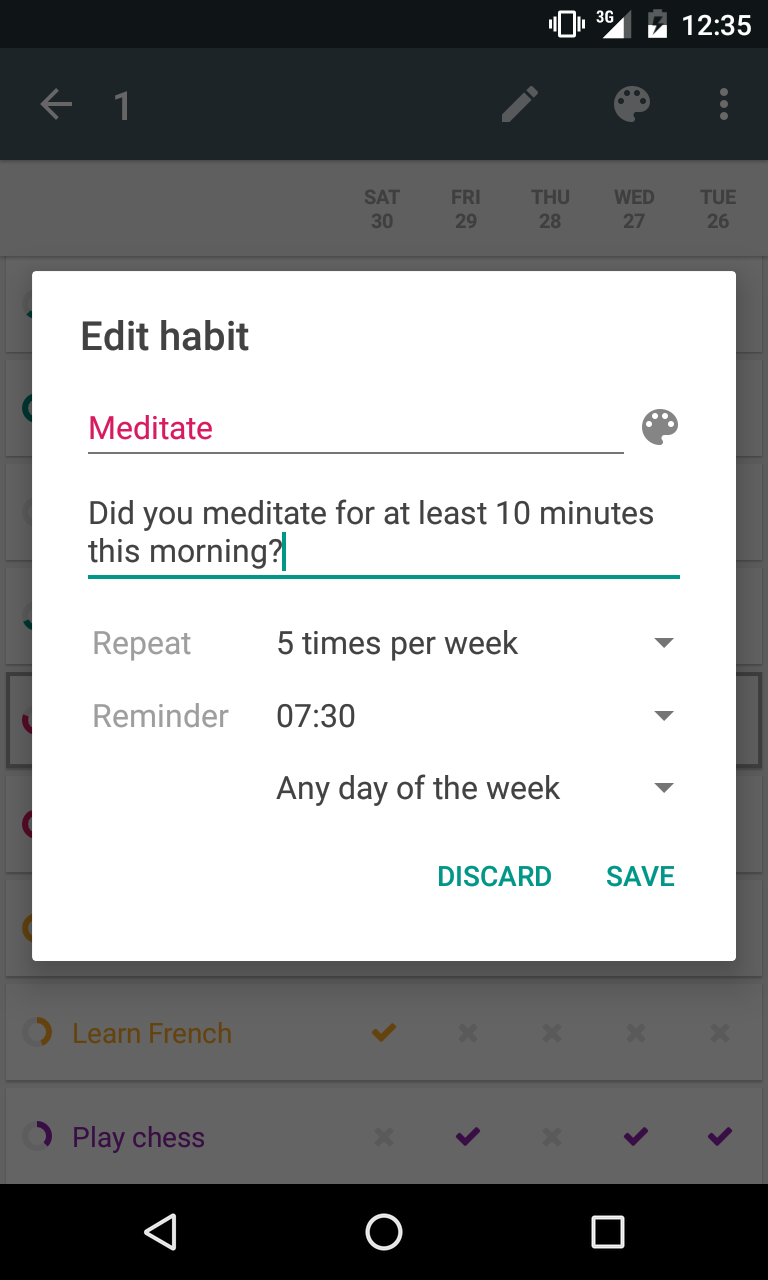 3G 12:35
1
SAT FRI THU WED TUE
30 29 28 27 26
Edit habit
Meditate
Did you meditate for at least 10 minutes
this morning?
Repeat 5 times per week
Reminder 07:30
Any day of the week
DISCARD SAVE
Learn French
Play chess